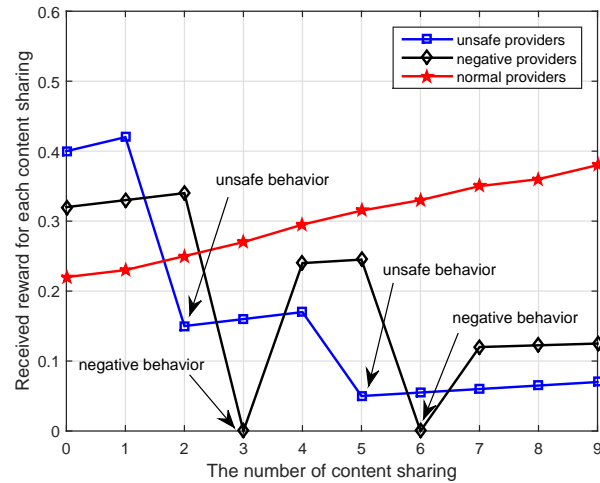 0.6
0.5
0.4
0.3
0.2
0.1
0
Received reward for each content sharing
unsafe providers
negative providers
normal providers
unsafe behavior
unsafe behavior
negative behavior
negative behavior
0 1 2 3 4 5 6 7 8 9
The number of content sharing